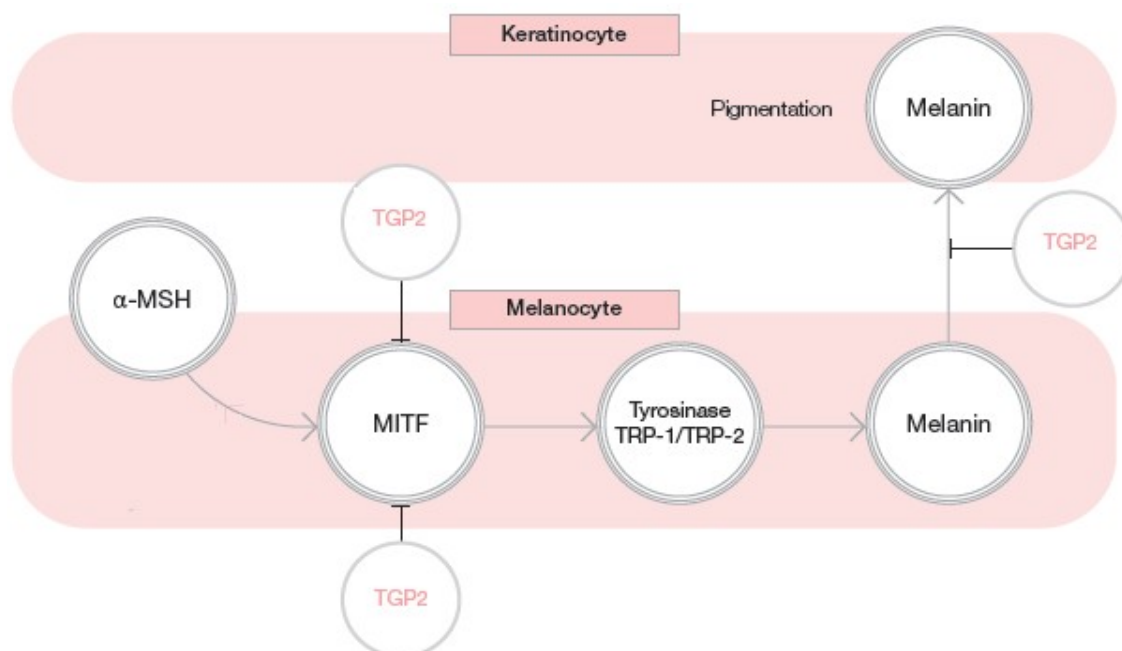 Keratinocyte
Pigmentation
Melanin
TGP2
TGP2
α-MSH
Melanocyte
MITF
Tyrosinase
TRP-1/TRP-2
Melanin
TGP2